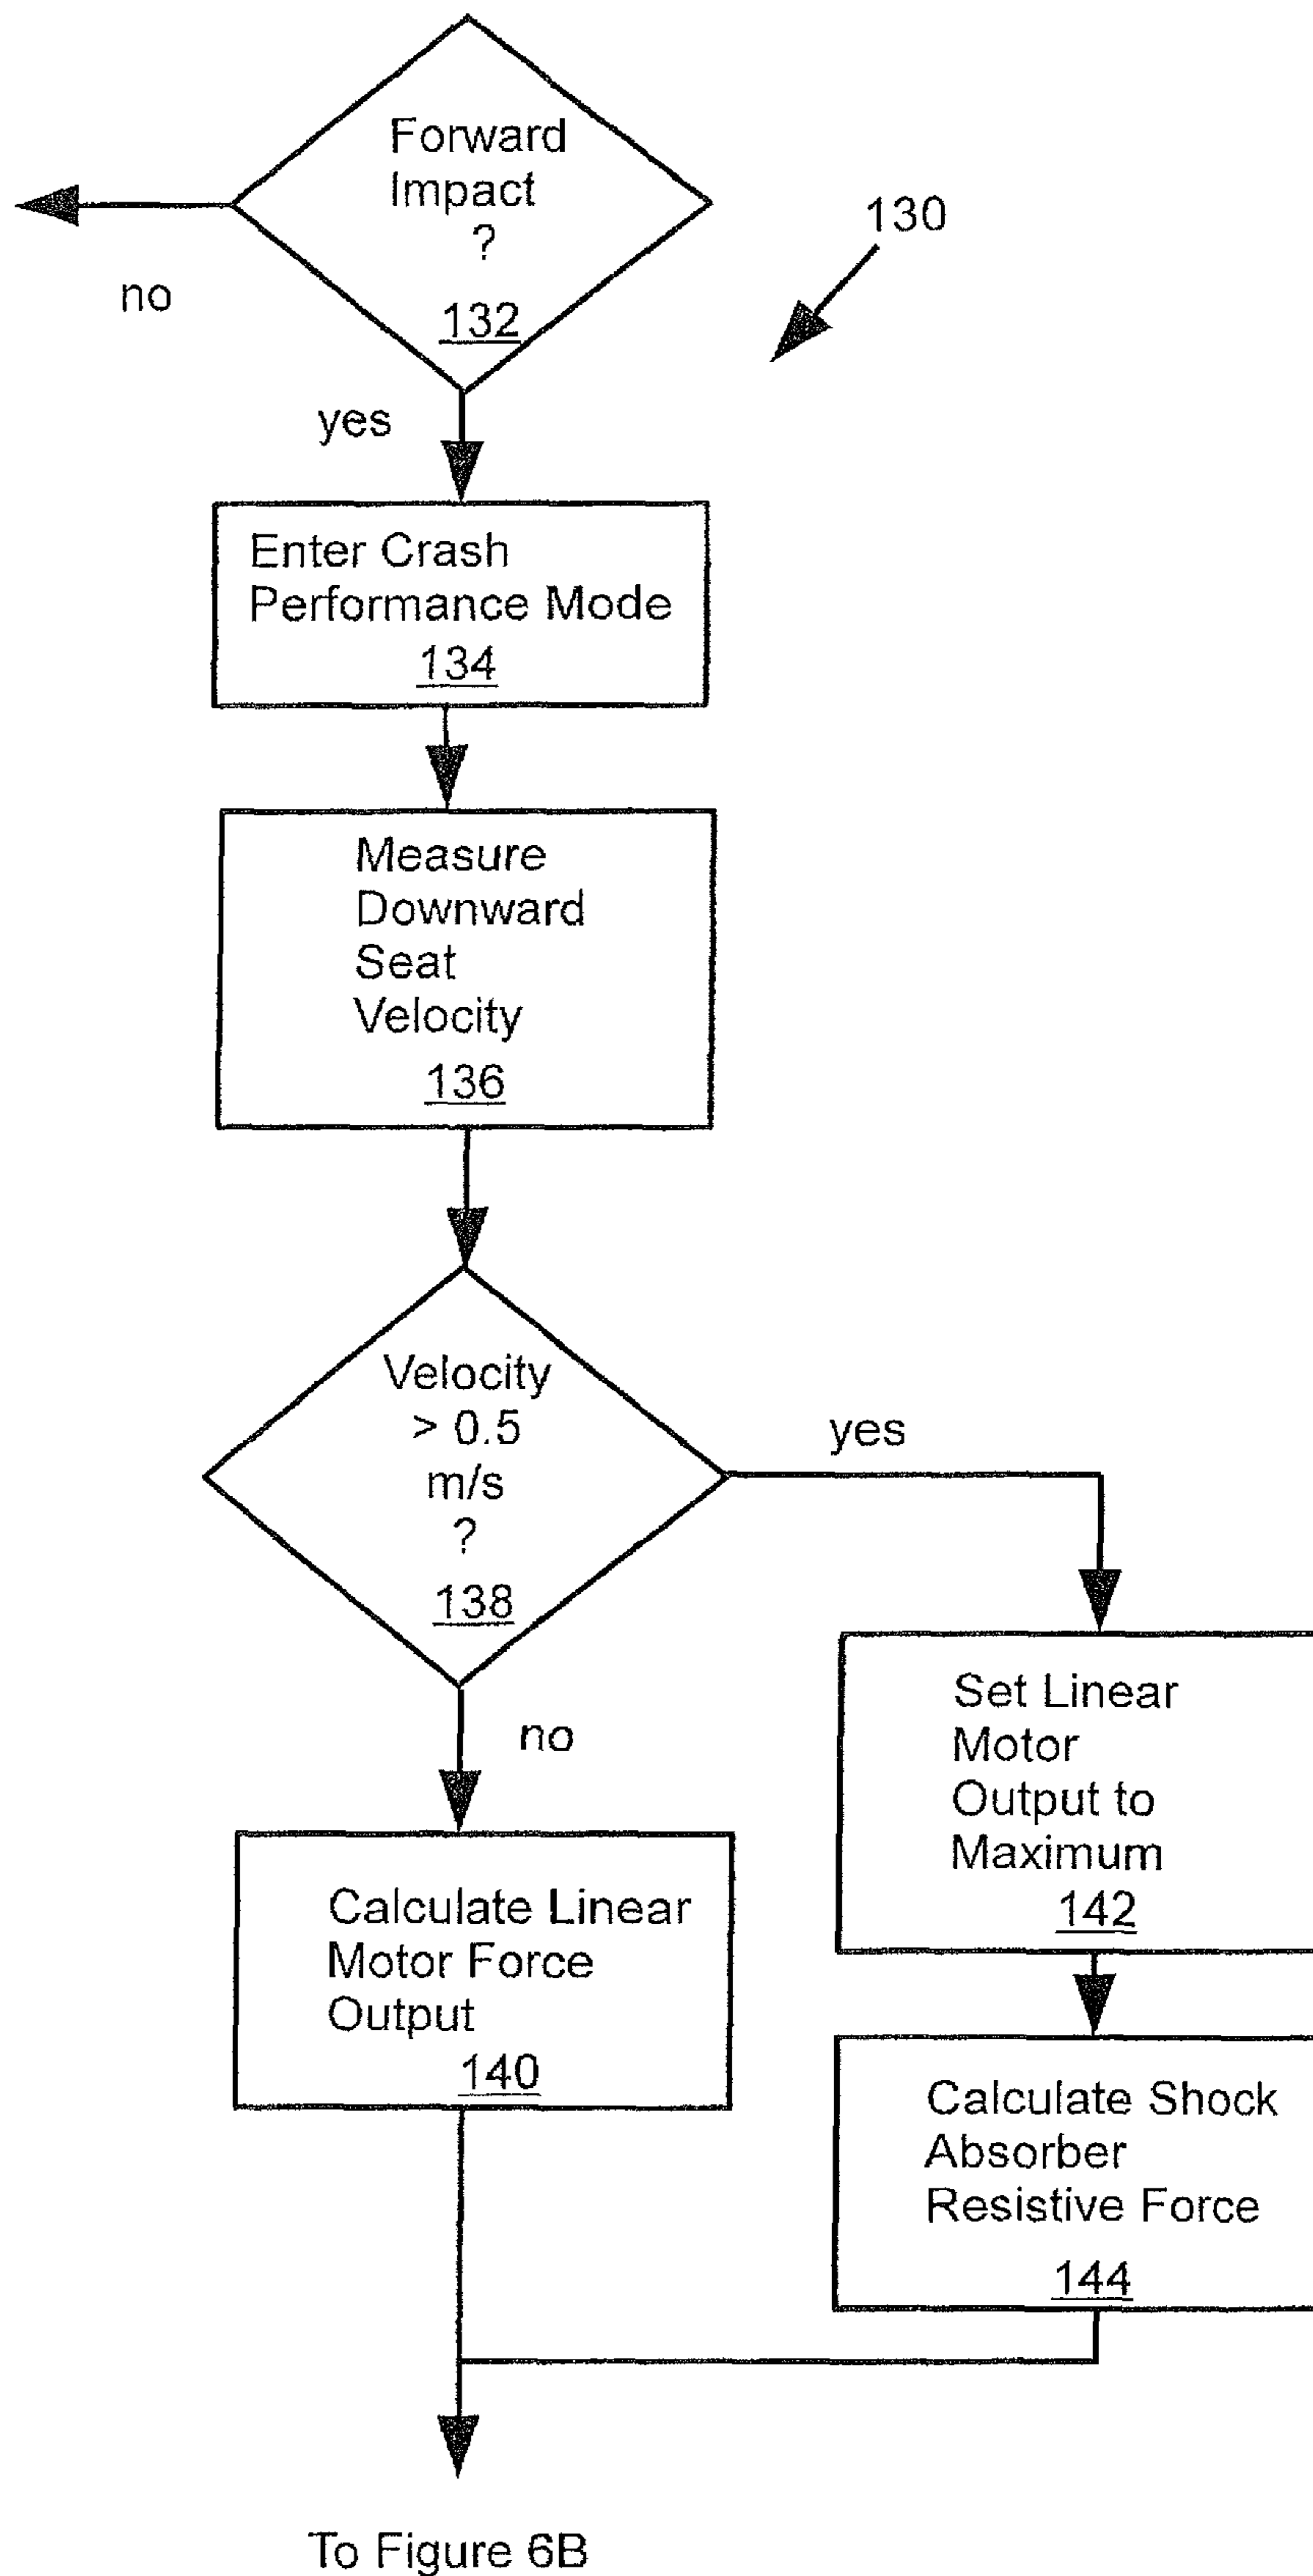 Forward
Impact
?
132
130
no
yes
Enter Crash
Performance Mode
134
Measure
Downward
Seat
Velocity
136
Velocity
> 0.5
m/s
?
138
yes
no
Set Linear
Motor
Output to
Maximum
142
Calculate Linear
Motor Force
Output
140
Calculate Shock
Absorber
Resistive Force
144
To Figure 6B